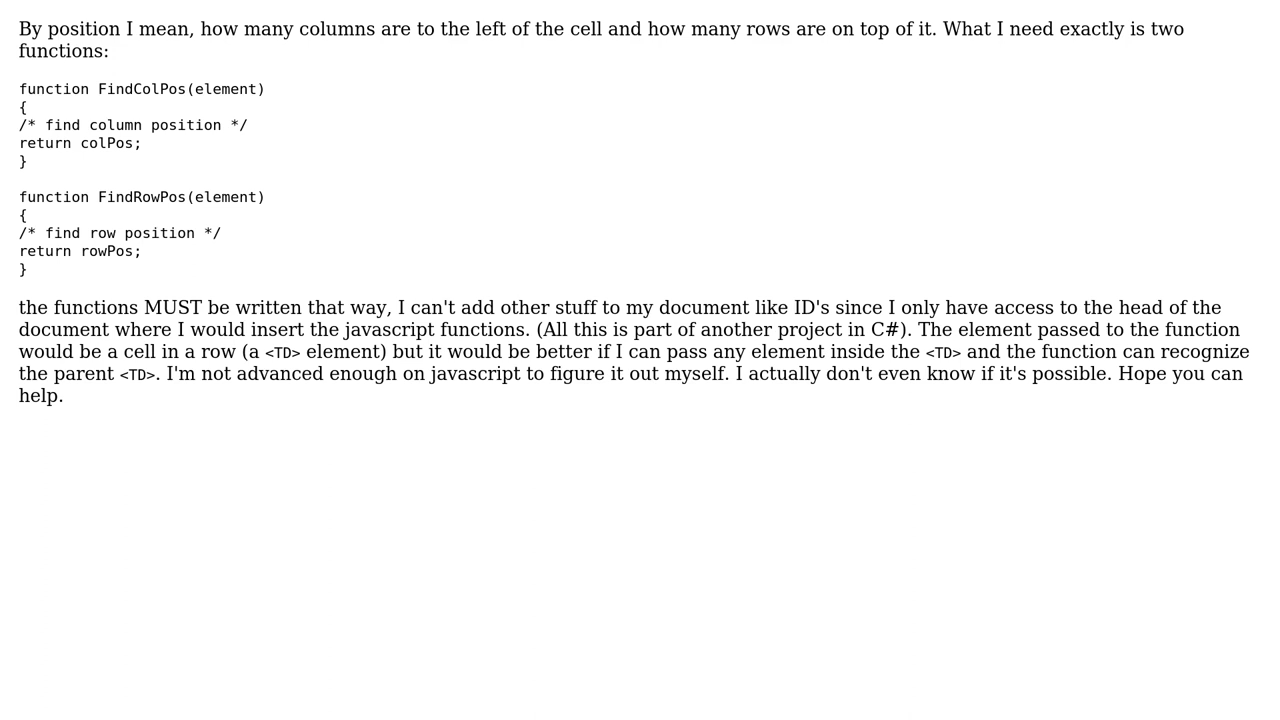 By position I mean, how many columns are to the left of the cell and how many rows are on top of it. What I need exactly is two
functions:
function FindColPos(element)
{
/* find column position */
return colPos;
}
function FindRowPos(element)
{
/* find row position */
return rowPos;
}
the functions MUST be written that way, I can't add other stuff to my document like ID's since I only have access to the head of the
document where I would insert the javascript functions. (All this is part of another project in C#). The element passed to the function
would be a cell in a row (a <TD> element) but it would be better if I can pass any element inside the <TD> and the function can recognize
the parent <TD>. I'm not advanced enough on javascript to figure it out myself. I actually don't even know if it's possible. Hope you can
help.